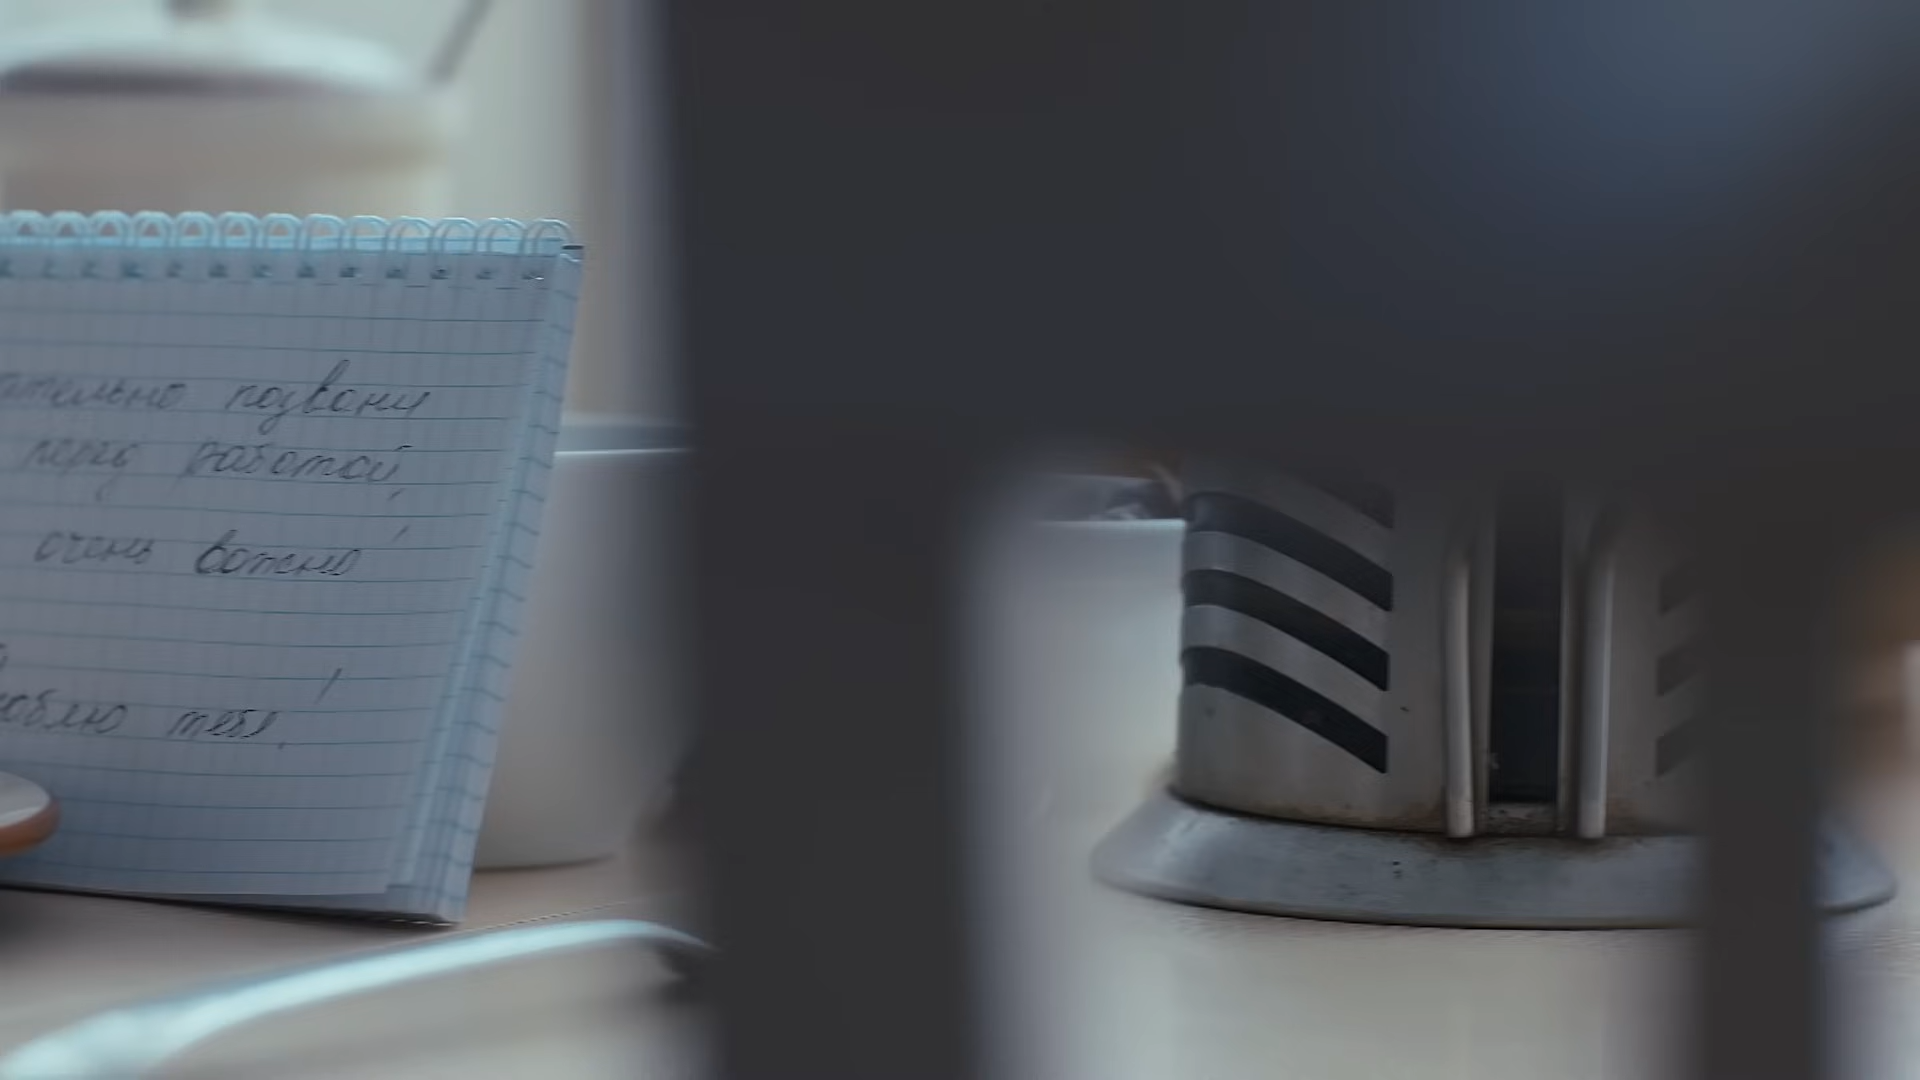 ательно позвони
перед работой,
очень важно!
юблю тебя!